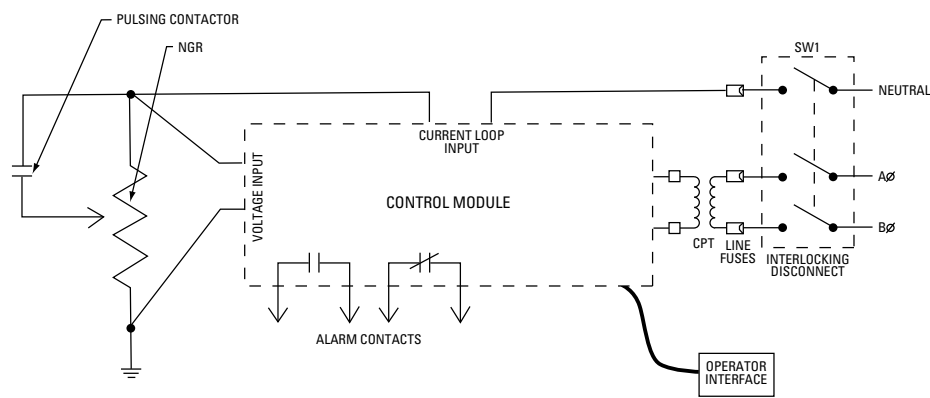 PULSING CONTACTOR
NGR
SW1
NEUTRAL
CURRENT LOOP
INPUT
VOLTAGE INPUT
CONTROL MODULE
AØ
BØ
CPT
LINE
FUSES
INTERLOCKING
DISCONNECT
ALARM CONTACTS
OPERATOR
INTERFACE